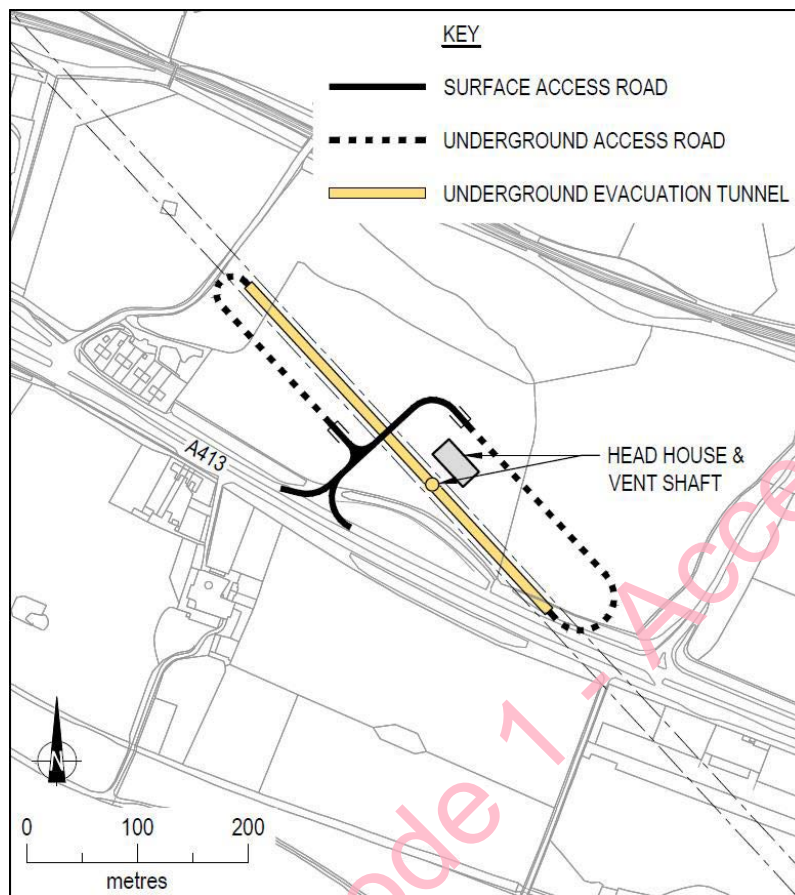 KEY
SURFACE ACCESS ROAD
UNDERGROUND ACCESS ROAD
UNDERGROUND EVACUATION TUNNEL
A413
HEAD HOUSE &
VENT SHAFT
N
0 100 200
metres
ode 1 - Acce